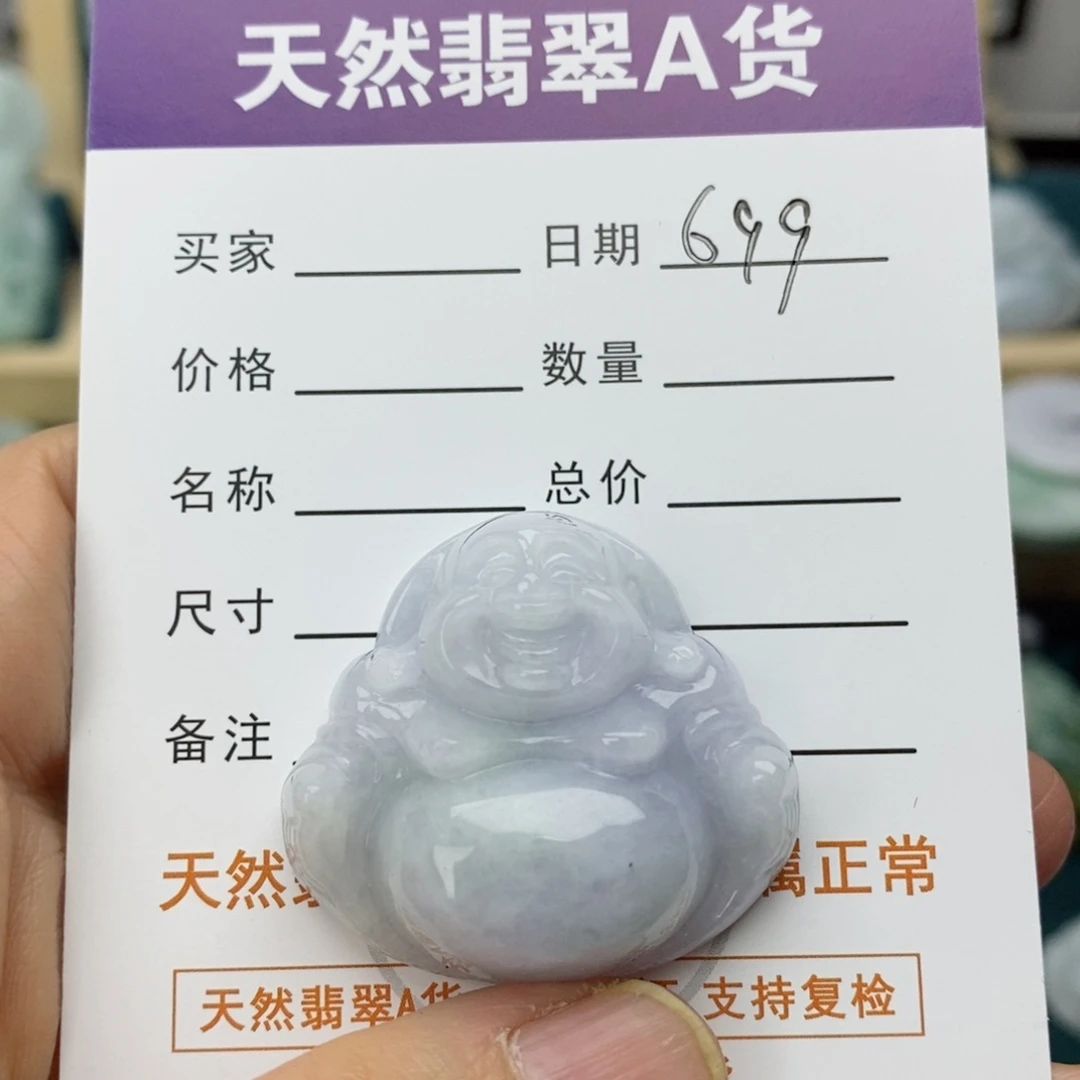 天然翡翠A货
买家 日期 699
价格 数量
名称 总价
尺寸
备注
天然 属正常
天然翡翠A货 支持复检